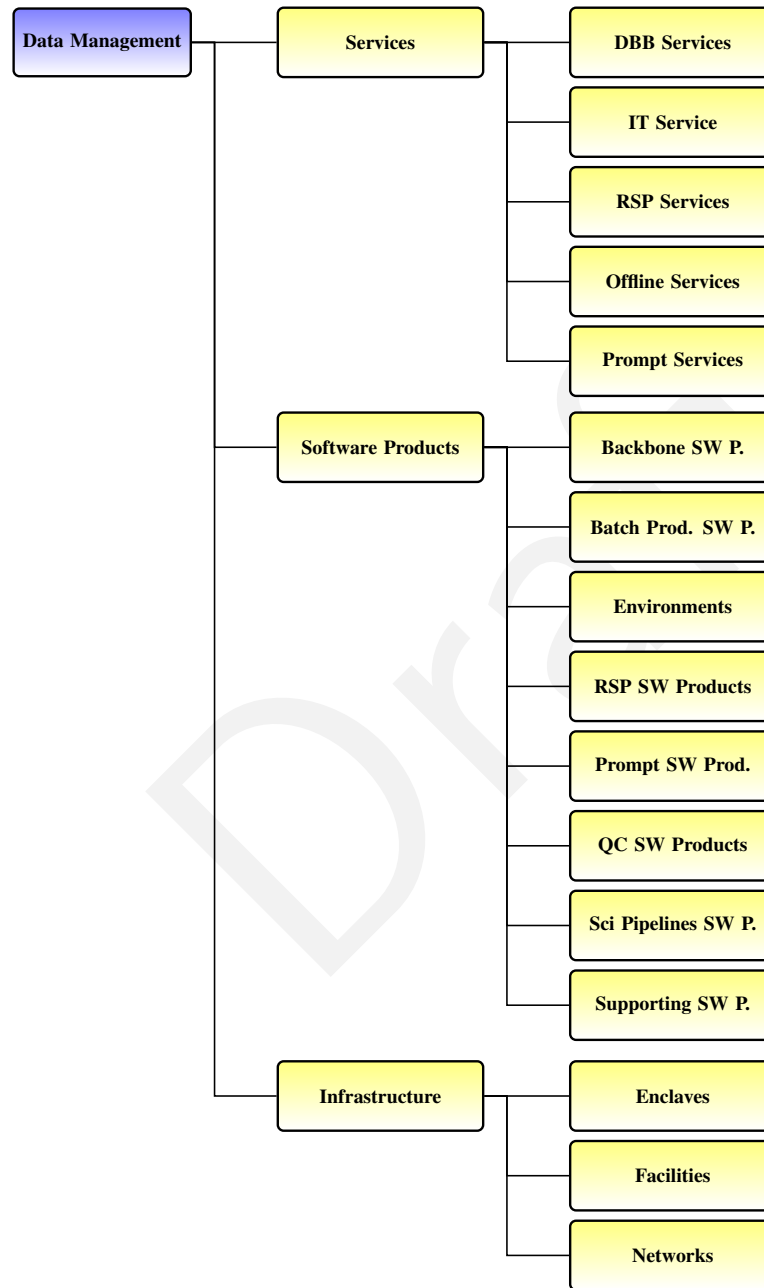 Data Management
Services
DBB Services
IT Service
RSP Services
Offline Services
Prompt Services
Software Products
Backbone SW P.
Batch Prod. SW P.
Environments
RSP SW Products
Prompt SW Prod.
QC SW Products
Sci Pipelines SW P.
Supporting SW P.
Infrastructure
Enclaves
Facilities
Networks
Draft